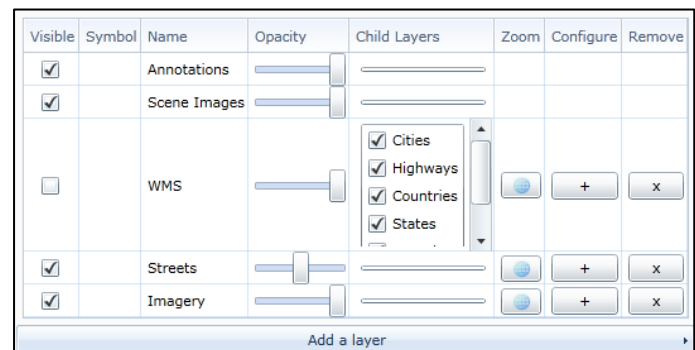 Visible Symbol Name Opacity Child Layers Zoom Configure Remove
Annotations
Scene Images
Cities
Highways
WMS + x
Countries
States
Streets + x
Imagery + x
Add a layer